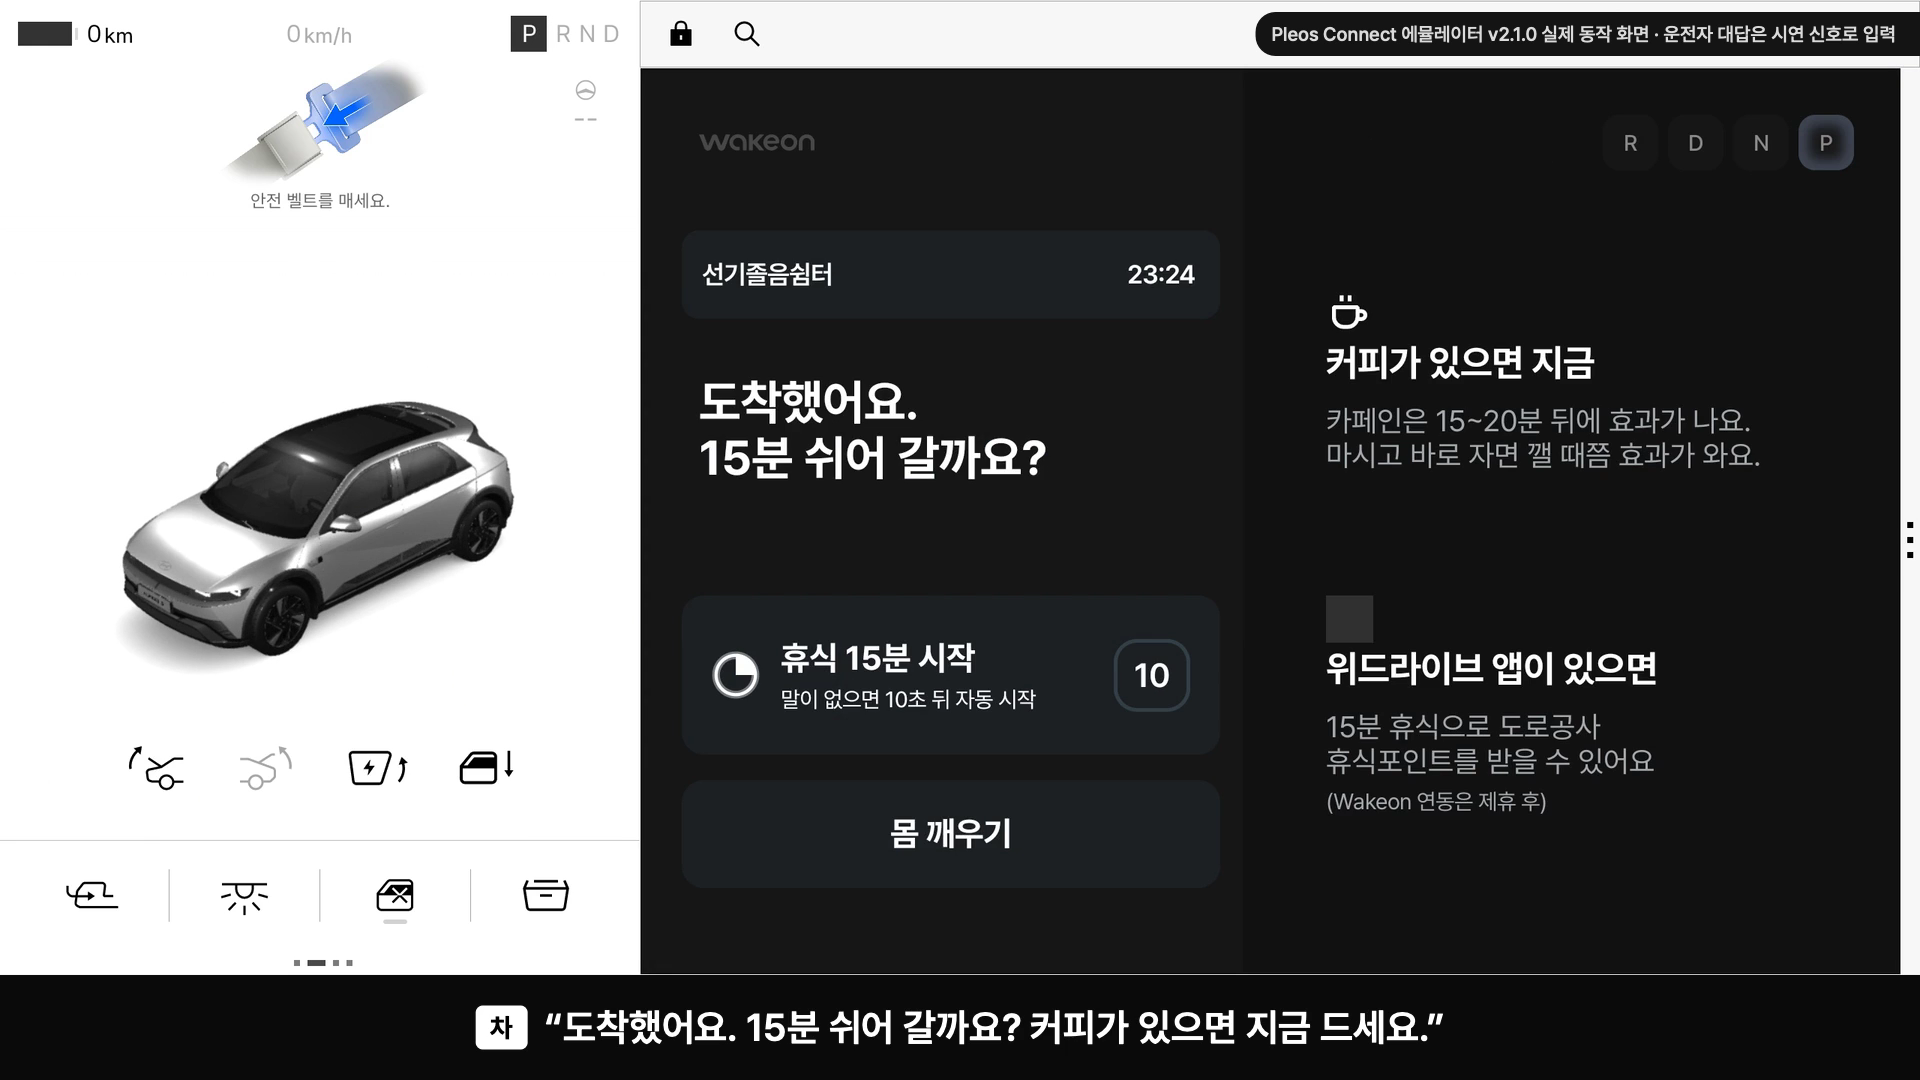 0 km
0 km/h
P R N D
Pleos Connect 에뮬레이터 v2.1.0 실제 동작 화면 · 운전자 대답은 시연 신호로 입력
--
안전 벨트를 매세요.
wakeon
R D N P
선기졸음쉼터 23:24
도착했어요.
15분 쉬어 갈까요?
커피가 있으면 지금
카페인은 15~20분 뒤에 효과가 나요.
마시고 바로 자면 깰 때쯤 효과가 와요.
휴식 15분 시작
말이 없으면 10초 뒤 자동 시작
10
위드라이브 앱이 있으면
15분 휴식으로 도로공사
휴식포인트를 받을 수 있어요
(Wakeon 연동은 제휴 후)
몸 깨우기
차 “도착했어요. 15분 쉬어 갈까요? 커피가 있으면 지금 드세요.”